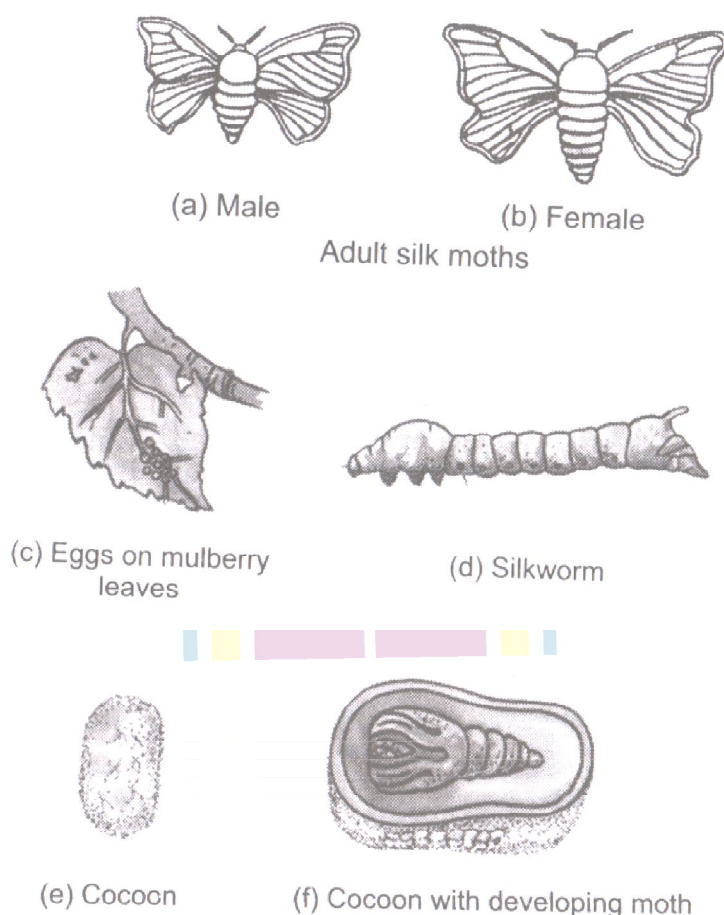 (a) Male
(b) Female
Adult silk moths
(c) Eggs on mulberry
leaves
(d) Silkworm
(e) Cocoon
(f) Cocoon with developing moth